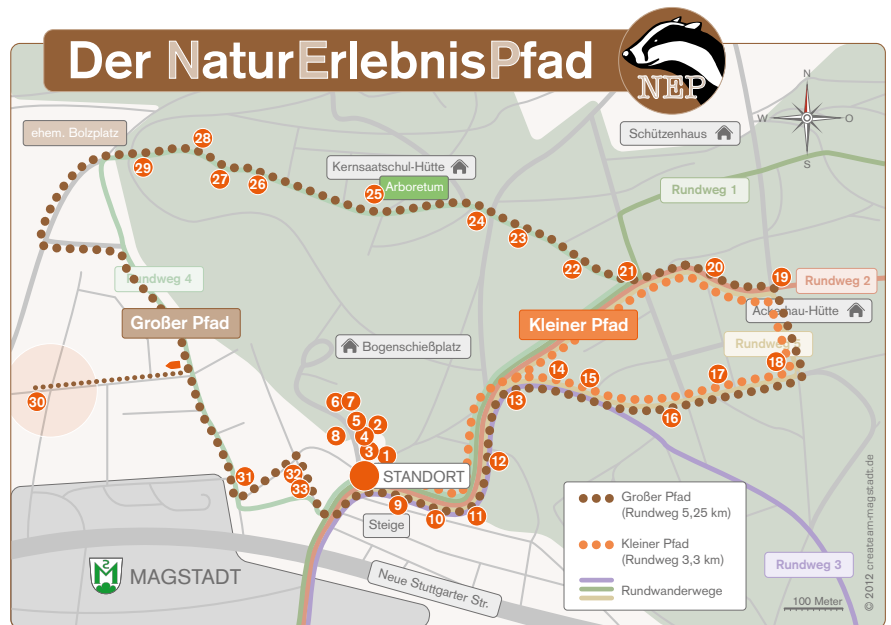 Der NaturErlebnisPfad
NEP
ehem. Bolzplatz
Schützenhaus
N
W
O
S
Kernsaatschul-Hütte
Arboretum
Rundweg 1
Rundweg 4
Rundweg 2
Großer Pfad
Kleiner Pfad
Ackerhau-Hütte
Bogenschießplatz
Rundweg 5
28
29
27
26
25
24
23
22
21
20
19
18
17
16
15
14
13
12
11
10
9
8
6
7
5
2
4
3
1
30
31
32
33
STANDORT
Steige
MAGSTADT
Neue Stuttgarter Str.
Großer Pfad
(Rundweg 5,25 km)
Kleiner Pfad
(Rundweg 3,3 km)
Rundwanderwege
Rundweg 3
100 Meter
© 2012 createam-magstadt.de